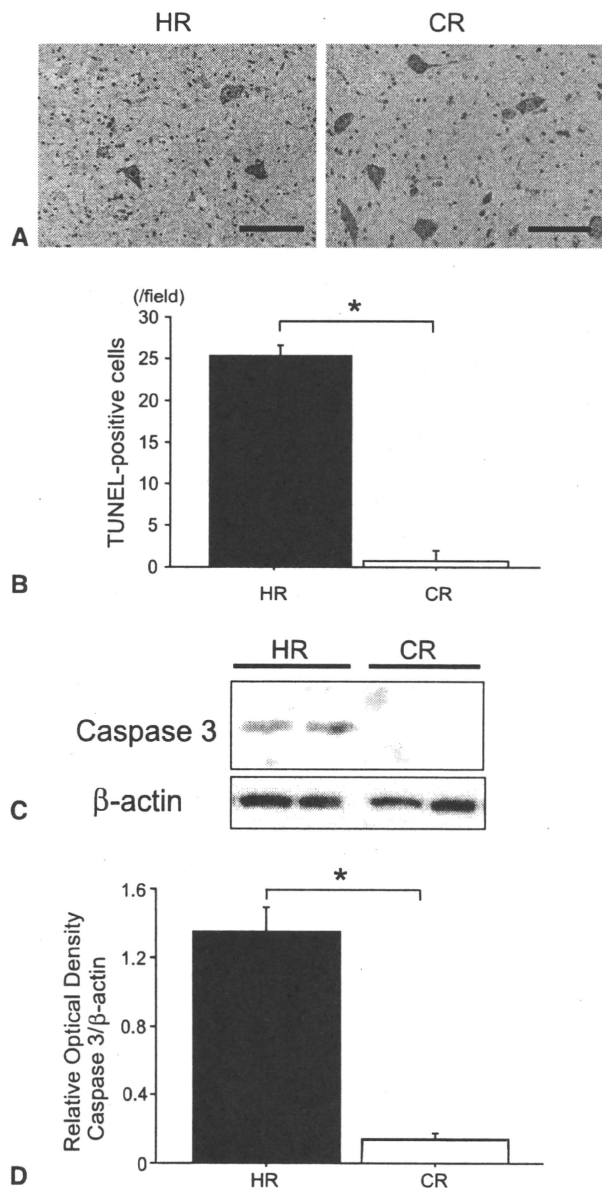 HR CR
A
(/field)
*
30
25
20
15
10
5
0
TUNEL-positive cells
HR CR
B
HR CR
Caspase 3
β-actin
C
*
1.6
1.2
0.8
0.4
0
Relative Optical Density
Caspase 3/β-actin
HR CR
D